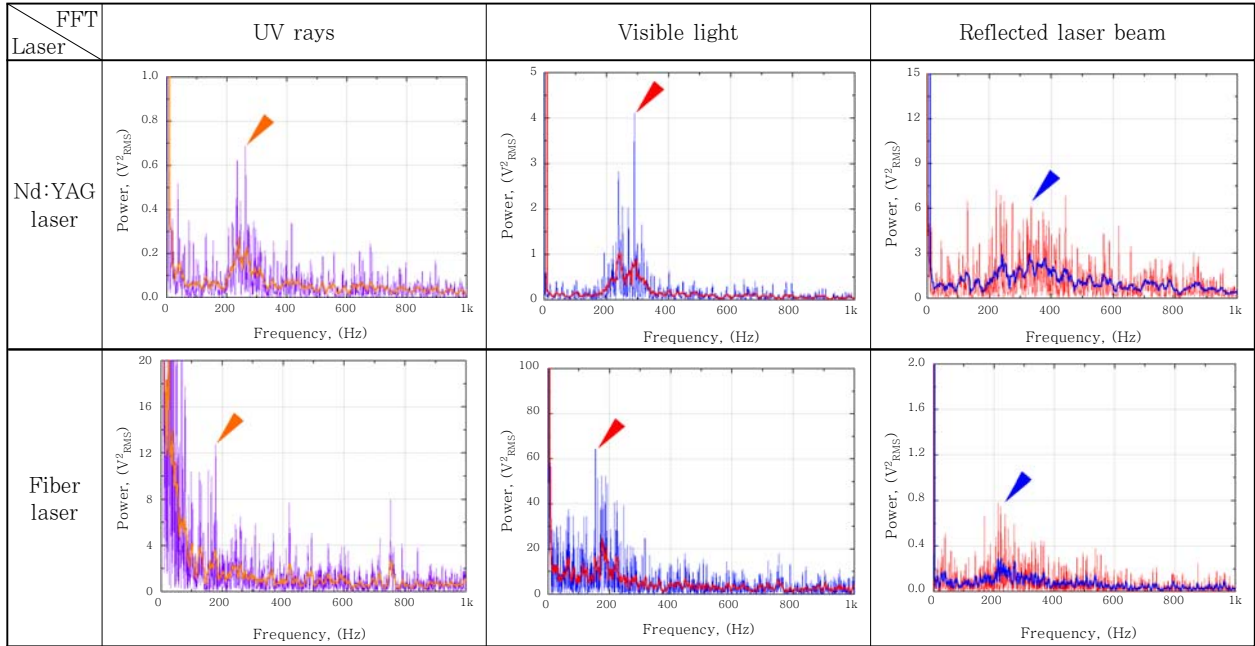 FFT
Laser
UV rays
Visible light
Reflected laser beam
Nd:YAG
laser
Power, (V²RMS)
1.0
0.8
0.6
0.4
0.2
0.0
0 200 400 600 800 1k
Frequency, (Hz)
Power, (V²RMS)
5
4
3
2
1
0
0 200 400 600 800 1k
Frequency, (Hz)
Power, (V²RMS)
15
12
9
6
3
0
0 200 400 600 800 1k
Frequency, (Hz)
Fiber
laser
Power, (V²RMS)
20
16
12
8
4
0
0 200 400 600 800 1k
Frequency, (Hz)
Power, (V²RMS)
100
80
60
40
20
0
0 200 400 600 800 1k
Frequency, (Hz)
Power, (V²RMS)
2.0
1.6
1.2
0.8
0.4
0.0
0 200 400 600 800 1k
Frequency, (Hz)